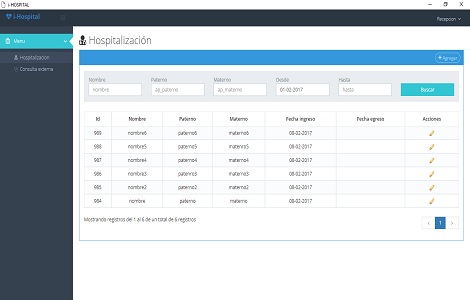 i-HOSPITAL
i-Hospital
Recepcion
Menu
Hospitalización
Consulta externa
Hospitalización
Agregar
Nombre Paterno Materno Desde Hasta
nombre ap_paterno ap_materno 01-02-2017 hasta Buscar
Id Nombre Paterno Materno Fecha ingreso Fecha egreso Acciones
989 nombre6 paterno6 materno6 08-02-2017
988 nombre5 paterno5 materno5 08-02-2017
987 nombre4 paterno4 materno4 08-02-2017
986 nombre3 paterno3 materno3 08-02-2017
985 nombre2 paterno2 materno2 08-02-2017
984 nombre paterno materno 08-02-2017
Mostrando registros del 1 al 6 de un total de 6 registros
‹ 1 ›